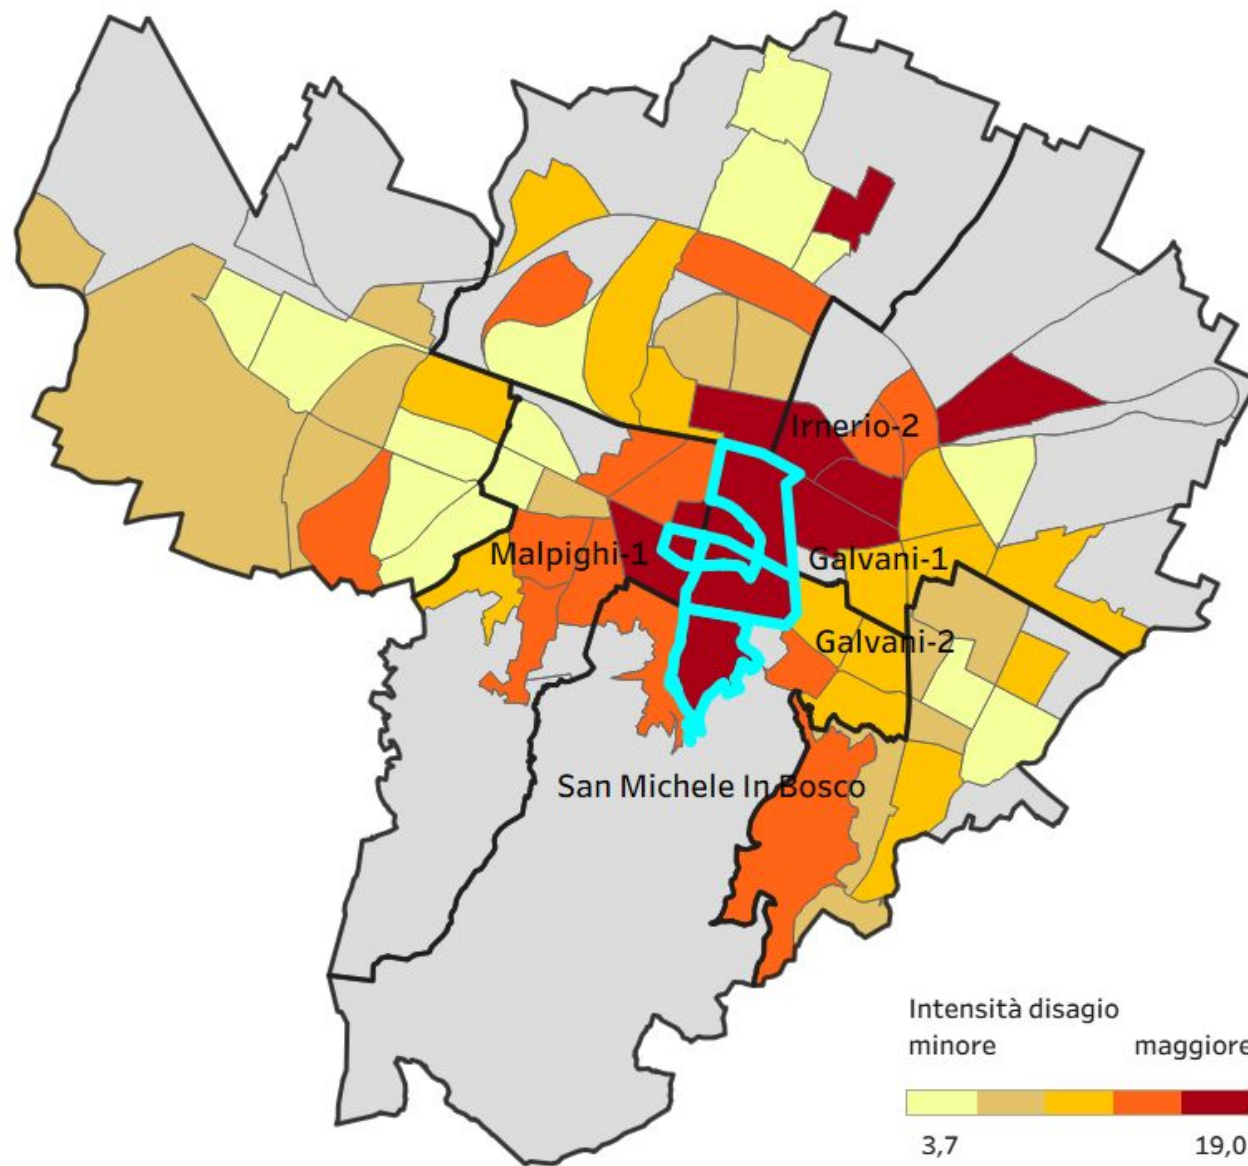 Irnerio-2
Malpighi-1
Galvani-1
Galvani-2
San Michele In Bosco
Intensità disagio
minore maggiore
3,7 19,0